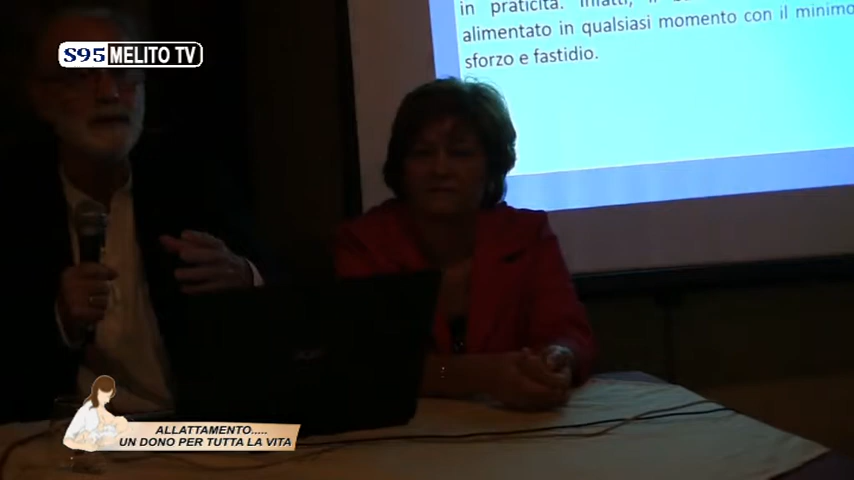 S95 MELITO TV
in praticità. Infatti, il
alimentato in qualsiasi momento con il minimo
sforzo e fastidio.
ALLATTAMENTO.....
UN DONO PER TUTTA LA VITA